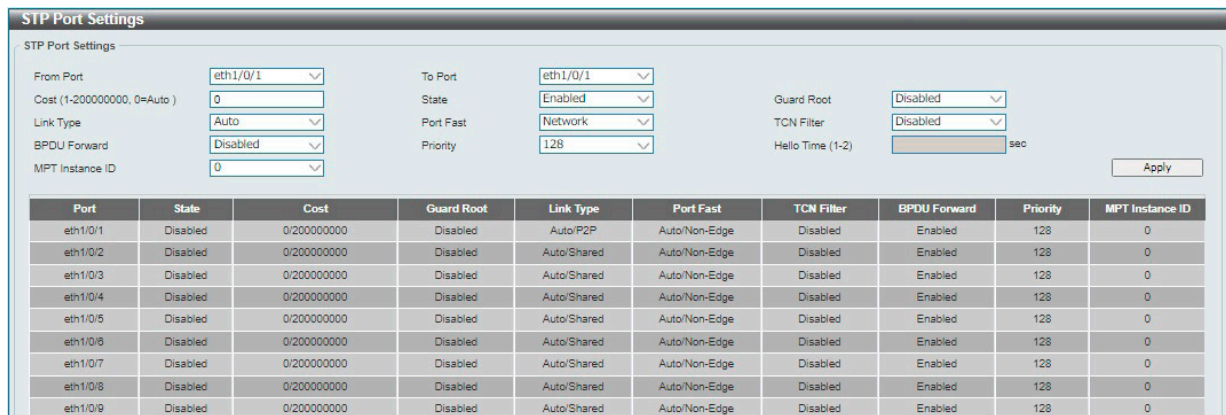 STP Port Settings
STP Port Settings
From Port eth1/0/1 To Port eth1/0/1
Cost (1-200000000, 0=Auto ) 0 State Enabled Guard Root Disabled
Link Type Auto Port Fast Network TCN Filter Disabled
BPDU Forward Disabled Priority 128 Hello Time (1-2) sec
MPT Instance ID 0 Apply
Port State Cost Guard Root Link Type Port Fast TCN Filter BPDU Forward Priority MPT Instance ID
eth1/0/1 Disabled 0/200000000 Disabled Auto/P2P Auto/Non-Edge Disabled Enabled 128 0
eth1/0/2 Disabled 0/200000000 Disabled Auto/Shared Auto/Non-Edge Disabled Enabled 128 0
eth1/0/3 Disabled 0/200000000 Disabled Auto/Shared Auto/Non-Edge Disabled Enabled 128 0
eth1/0/4 Disabled 0/200000000 Disabled Auto/Shared Auto/Non-Edge Disabled Enabled 128 0
eth1/0/5 Disabled 0/200000000 Disabled Auto/Shared Auto/Non-Edge Disabled Enabled 128 0
eth1/0/6 Disabled 0/200000000 Disabled Auto/Shared Auto/Non-Edge Disabled Enabled 128 0
eth1/0/7 Disabled 0/200000000 Disabled Auto/Shared Auto/Non-Edge Disabled Enabled 128 0
eth1/0/8 Disabled 0/200000000 Disabled Auto/Shared Auto/Non-Edge Disabled Enabled 128 0
eth1/0/9 Disabled 0/200000000 Disabled Auto/Shared Auto/Non-Edge Disabled Enabled 128 0